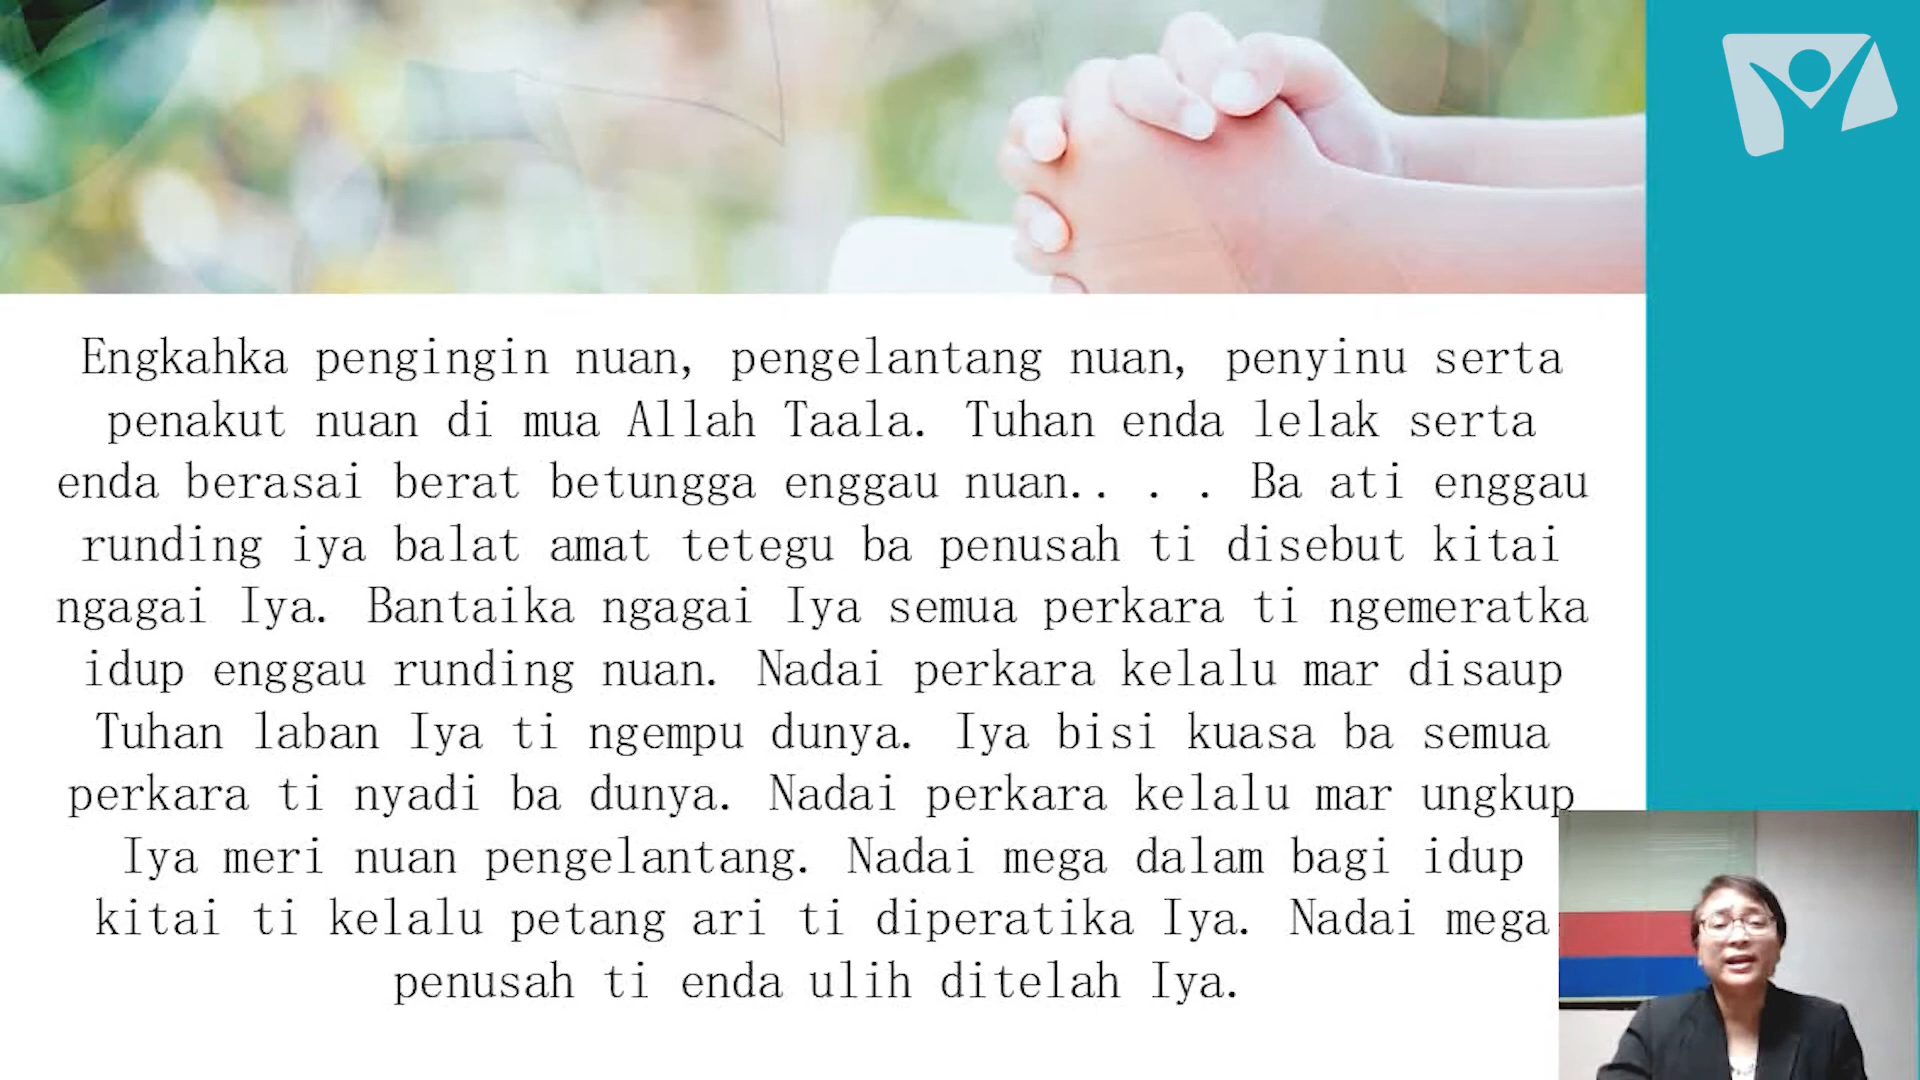 Engkahka pengingin nuan, pengelantang nuan, penyinu serta
penakut nuan di mua Allah Taala. Tuhan enda lelak serta
enda berasai berat betungga enggau nuan.. . . Ba ati enggau
runding iya balat amat tetegu ba penusah ti disebut kitai
ngagai Iya. Bantaika ngagai Iya semua perkara ti ngemeratka
idup enggau runding nuan. Nadai perkara kelalu mar disaup
Tuhan laban Iya ti ngempu dunya. Iya bisi kuasa ba semua
perkara ti nyadi ba dunya. Nadai perkara kelalu mar ungkup
Iya meri nuan pengelantang. Nadai mega dalam bagi idup
kitai ti kelalu petang ari ti diperatika Iya. Nadai mega
penusah ti enda ulih ditelah Iya.